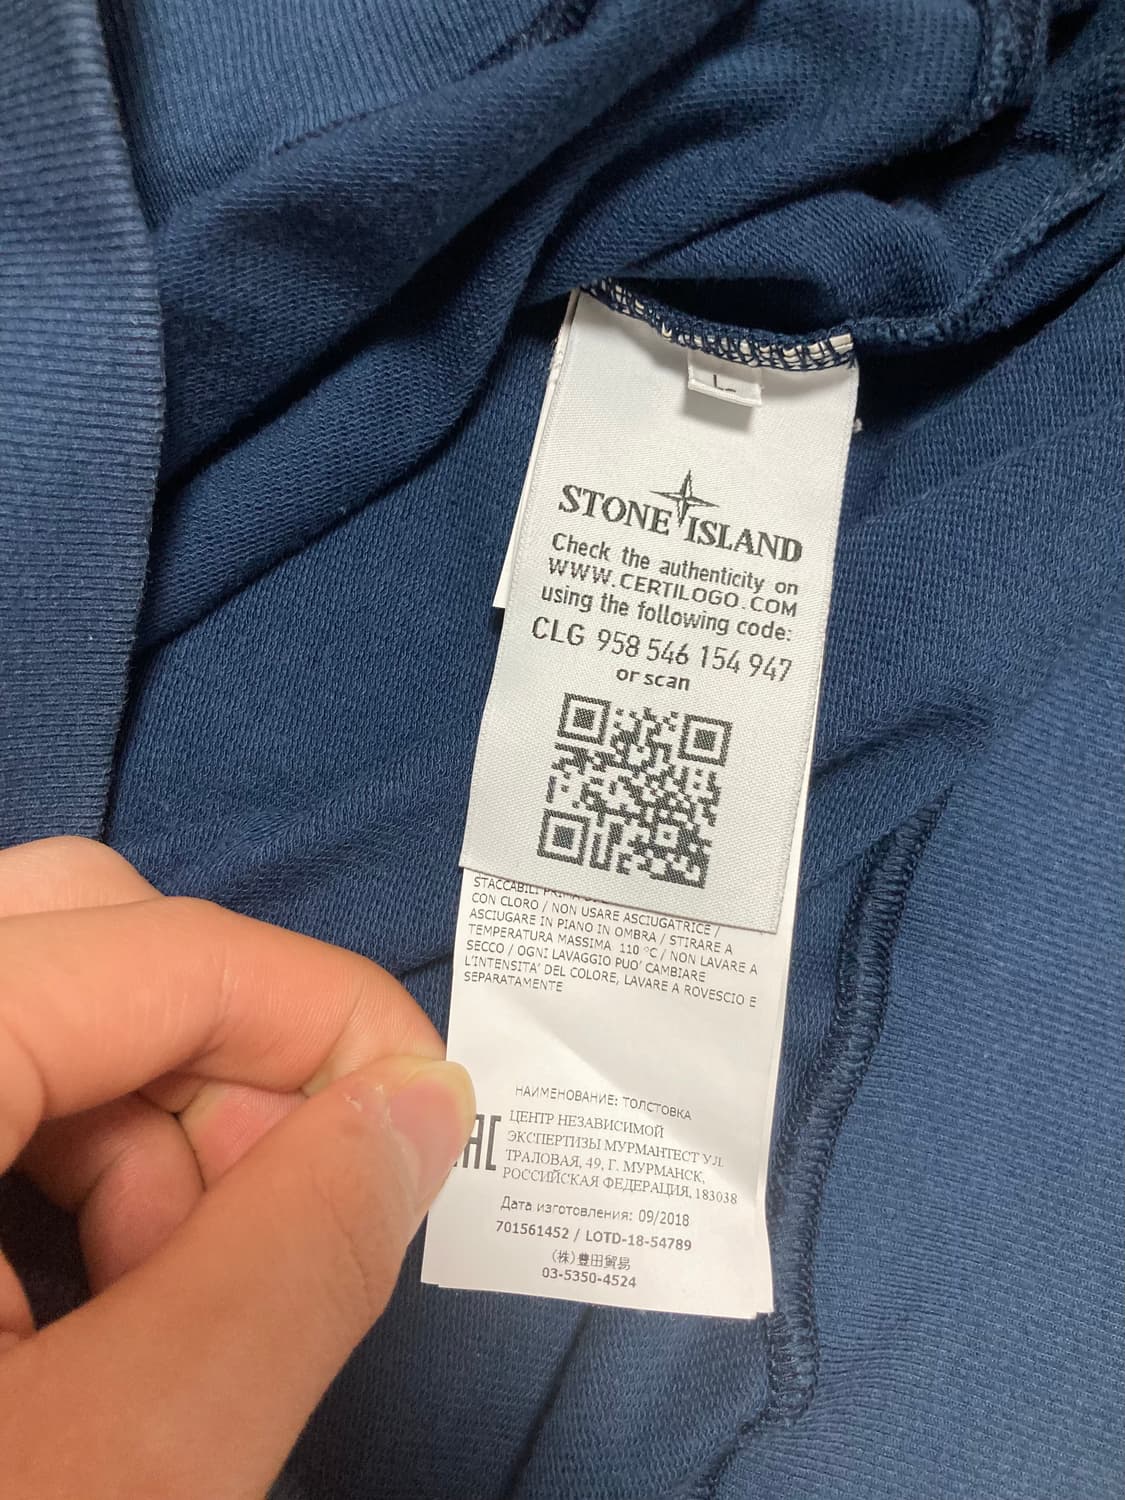 L
STONE ISLAND
Check the authenticity on
WWW.CERTILOGO.COM
using the following code:
CLG 958 546 154 947
or scan
STACCABILI
CON CLORO / NON USARE ASCIUGATRICE /
ASCIUGARE IN PIANO IN OMBRA / STIRARE A
TEMPERATURA MASSIMA 110 °C / NON LAVARE A
SECCO / OGNI LAVAGGIO PUO' CAMBIARE
L'INTENSITA' DEL COLORE, LAVARE A ROVESCIO E
SEPARATAMENTE
НАИМЕНОВАНИЕ: ТОЛСТОВКА
ЦЕНТР НЕЗАВИСИМОЙ
ЭКСПЕРТИЗЫ МУРМАНТЕСТ УЛ.
ТРАЛОВАЯ, 49, Г. МУРМАНСК,
РОССИЙСКАЯ ФЕДЕРАЦИЯ, 183038
Дата изготовления: 09/2018
701561452 / LOTD-18-54789
(株)豊田貿易
03-5350-4524